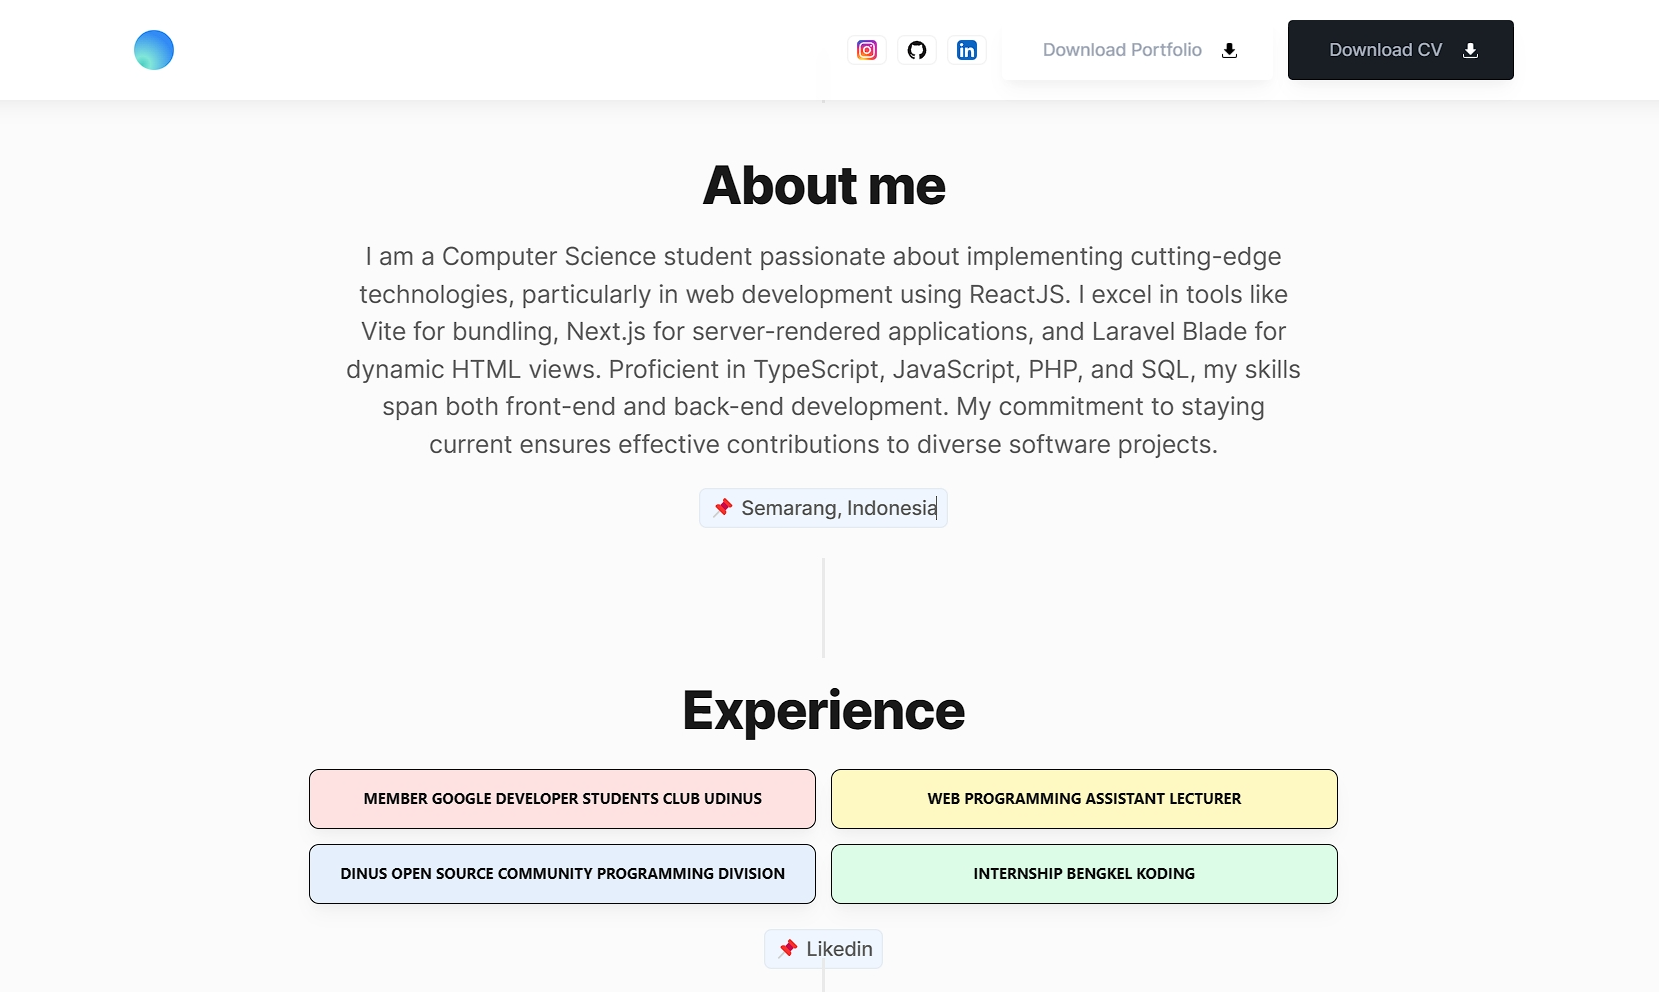 Download Portfolio
Download CV
About me
I am a Computer Science student passionate about implementing cutting-edge
technologies, particularly in web development using ReactJS. I excel in tools like
Vite for bundling, Next.js for server-rendered applications, and Laravel Blade for
dynamic HTML views. Proficient in TypeScript, JavaScript, PHP, and SQL, my skills
span both front-end and back-end development. My commitment to staying
current ensures effective contributions to diverse software projects.
📌 Semarang, Indonesia
Experience
MEMBER GOOGLE DEVELOPER STUDENTS CLUB UDINUS
WEB PROGRAMMING ASSISTANT LECTURER
DINUS OPEN SOURCE COMMUNITY PROGRAMMING DIVISION
INTERNSHIP BENGKEL KODING
📌 Likedin